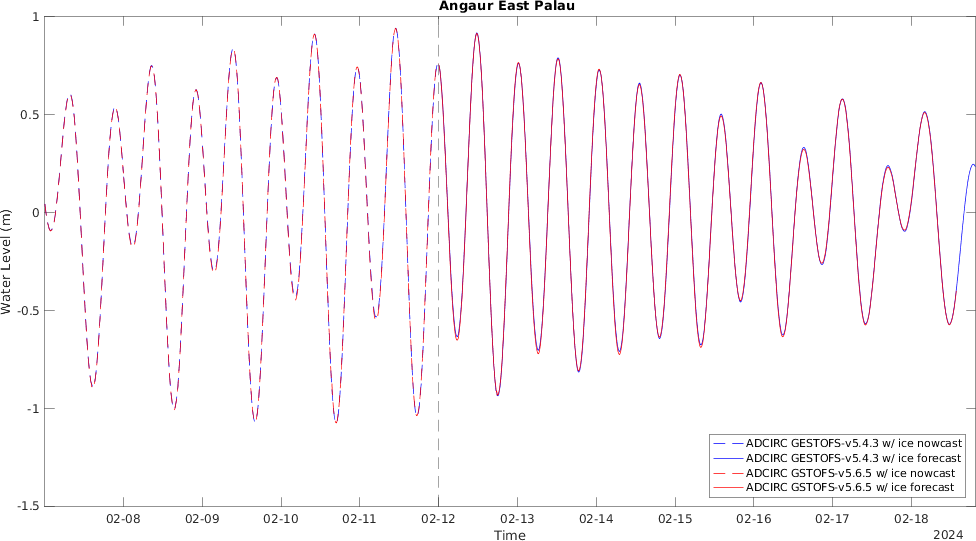 Angaur East Palau
1
0.5
0
-0.5
-1
-1.5
Water Level (m)
02-08 02-09 02-10 02-11 02-12 02-13 02-14 02-15 02-16 02-17 02-18
Time
2024
ADCIRC GESTOFS-v5.4.3 w/ ice nowcast
ADCIRC GESTOFS-v5.4.3 w/ ice forecast
ADCIRC GSTOFS-v5.6.5 w/ ice nowcast
ADCIRC GSTOFS-v5.6.5 w/ ice forecast